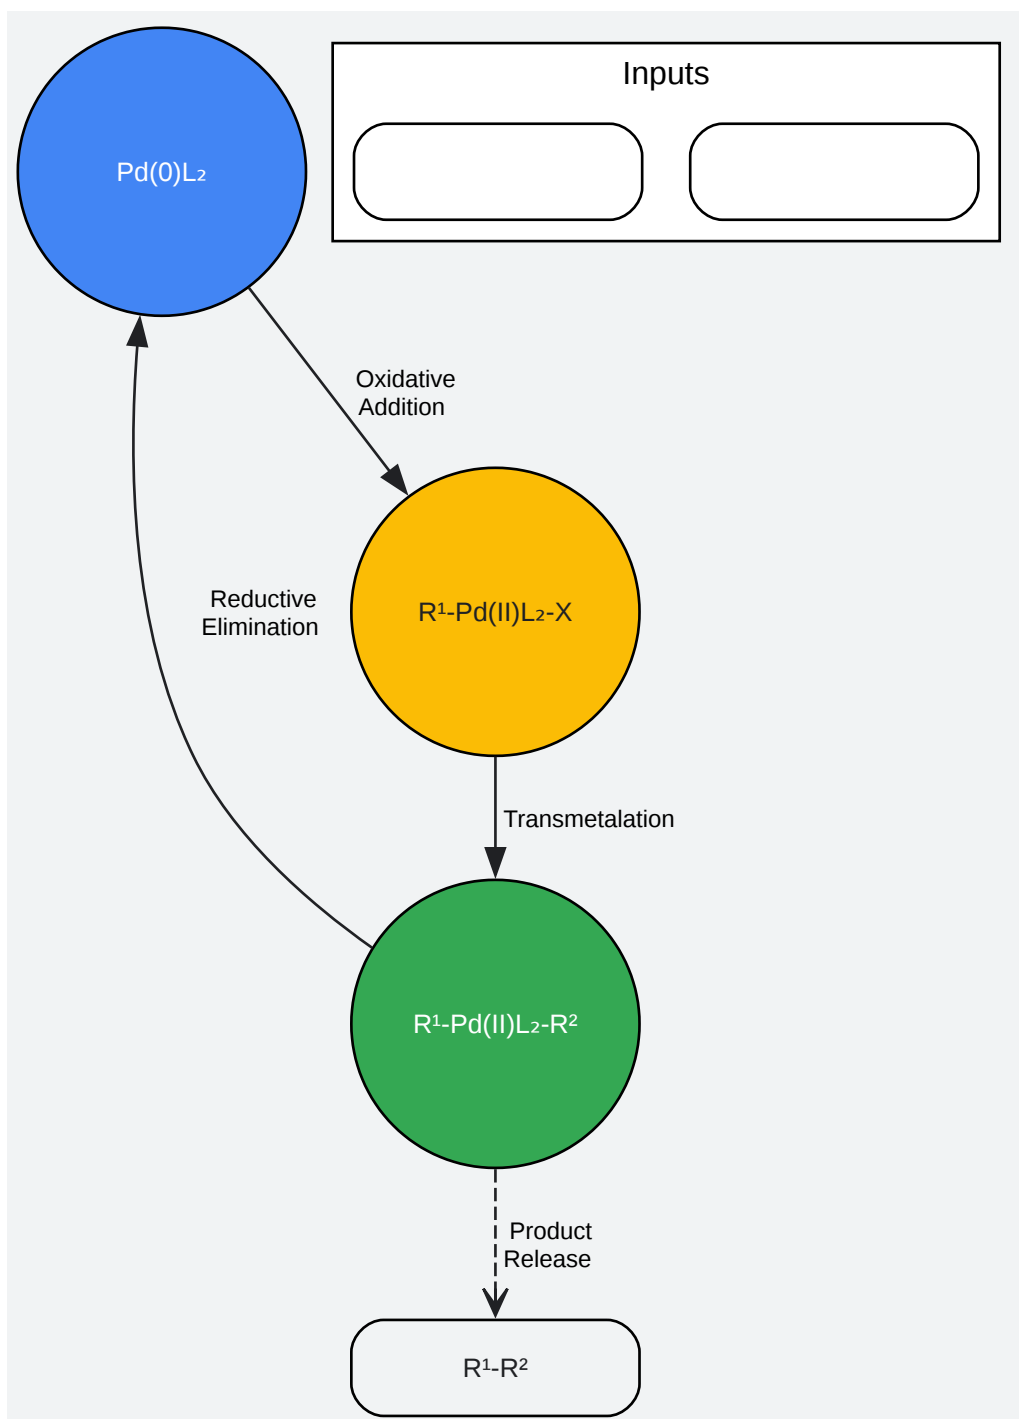 Inputs
Pd(0)L₂
Oxidative
Addition
Reductive
Elimination
R¹-Pd(II)L₂-X
Transmetalation
R¹-Pd(II)L₂-R²
Product
Release
R¹-R²